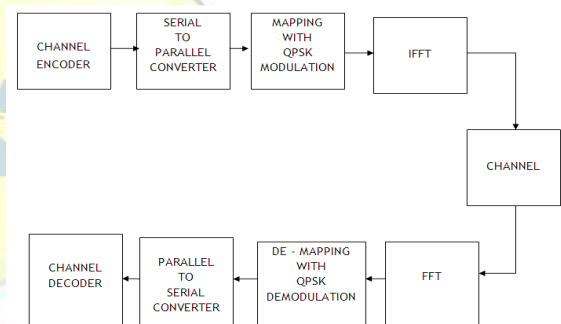 CHANNEL
ENCODER
SERIAL
TO
PARALLEL
CONVERTER
MAPPING
WITH
QPSK
MODULATION
IFFT
CHANNEL
FFT
DE - MAPPING
WITH
QPSK
DEMODULATION
PARALLEL
TO
SERIAL
CONVERTER
CHANNEL
DECODER